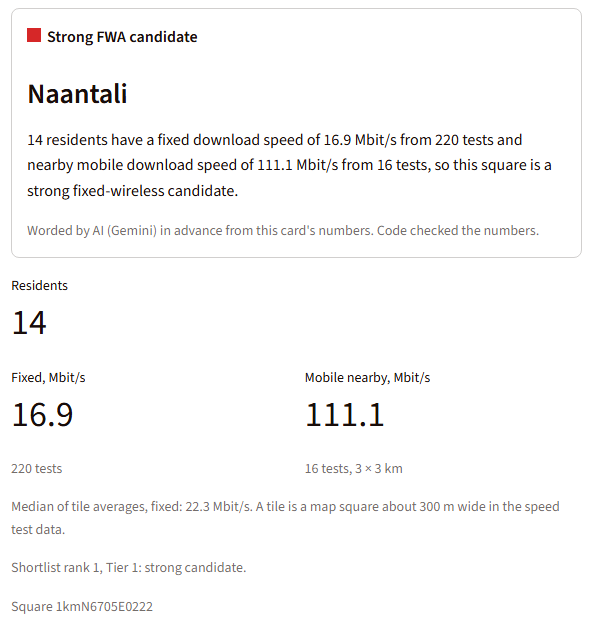 Strong FWA candidate
Naantali
14 residents have a fixed download speed of 16.9 Mbit/s from 220 tests and
nearby mobile download speed of 111.1 Mbit/s from 16 tests, so this square is a
strong fixed-wireless candidate.
Worded by AI (Gemini) in advance from this card's numbers. Code checked the numbers.
Residents
14
Fixed, Mbit/s
16.9
220 tests
Mobile nearby, Mbit/s
111.1
16 tests, 3 × 3 km
Median of tile averages, fixed: 22.3 Mbit/s. A tile is a map square about 300 m wide in the speed
test data.
Shortlist rank 1, Tier 1: strong candidate.
Square 1kmN6705E0222